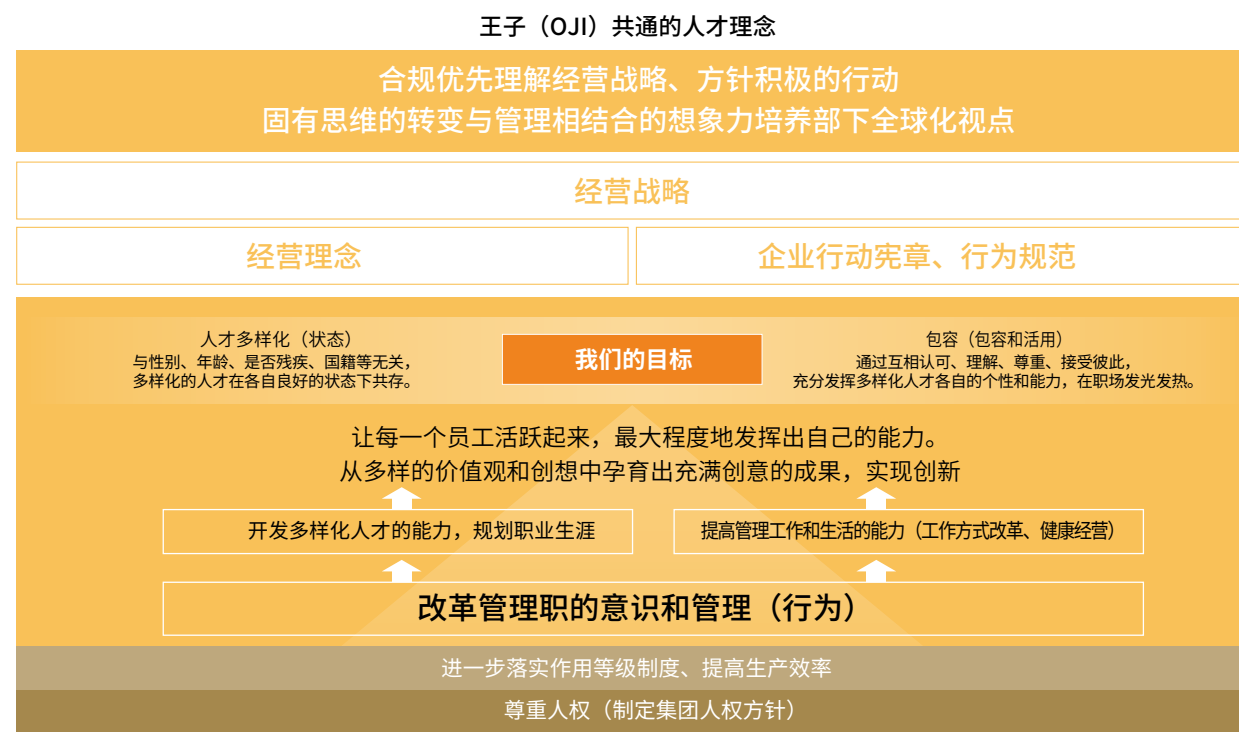 王子（OJI）共通的人才理念
合规优先理解经营战略、方针积极的行动
固有思维的转变与管理相结合的想象力培养部下全球化视点
经营战略
经营理念
企业行动宪章、行为规范
人才多样化（状态）
与性别、年龄、是否残疾、国籍等无关，
多样化的人才在各自良好的状态下共存。
我们的目标
包容（包容和活用）
通过互相认可、理解、尊重、接受彼此，
充分发挥多样化人才各自的个性和能力，在职场发光发热。
让每一个员工活跃起来，最大程度地发挥出自己的能力。
从多样的价值观和创想中孕育出充满创意的成果，实现创新
开发多样化人才的能力，规划职业生涯
提高管理工作和生活的能力（工作方式改革、健康经营）
改革管理职的意识和管理（行为）
进一步落实作用等级制度、提高生产效率
尊重人权（制定集团人权方针）